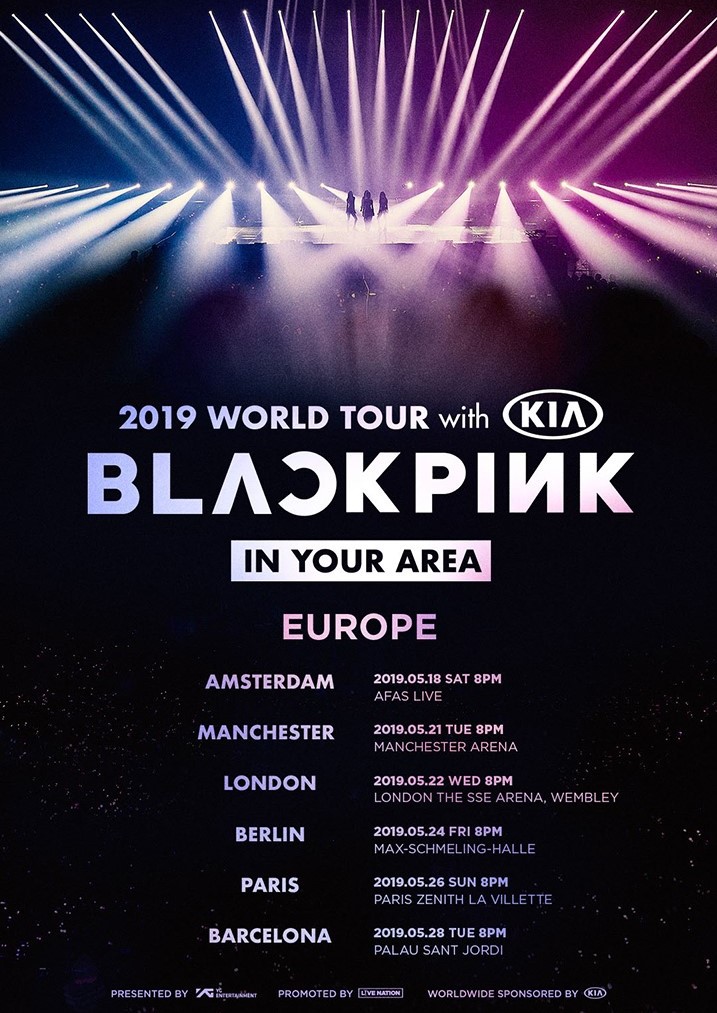 2019 WORLD TOUR with KIA
BLACKPINK
IN YOUR AREA
EUROPE
AMSTERDAM 2019.05.18 SAT 8PM
AFAS LIVE
MANCHESTER 2019.05.21 TUE 8PM
MANCHESTER ARENA
LONDON 2019.05.22 WED 8PM
LONDON THE SSE ARENA, WEMBLEY
BERLIN 2019.05.24 FRI 8PM
MAX-SCHMELING-HALLE
PARIS 2019.05.26 SUN 8PM
PARIS ZENITH LA VILLETTE
BARCELONA 2019.05.28 TUE 8PM
PALAU SANT JORDI
PRESENTED BY YG ENTERTAINMENT PROMOTED BY LIVE NATION WORLDWIDE SPONSORED BY KIA